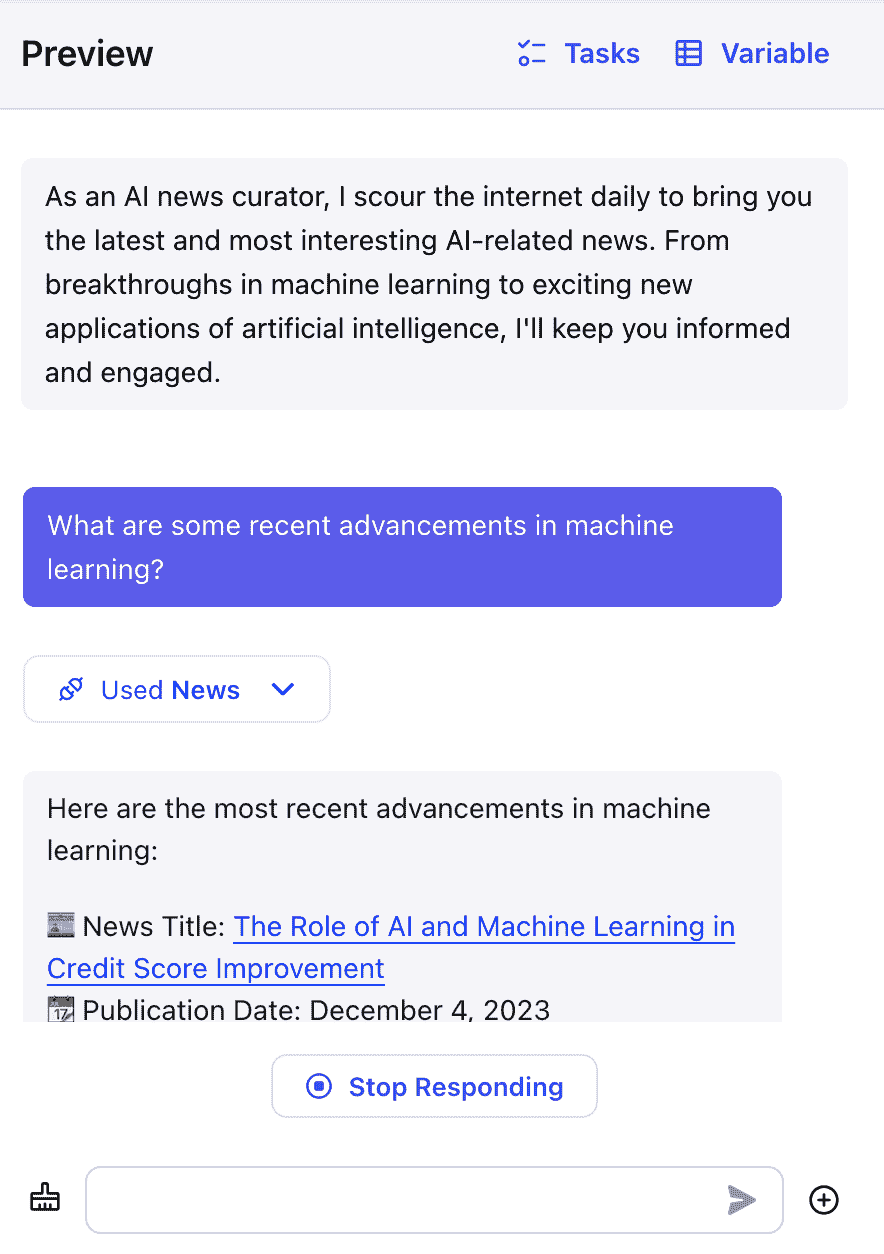 Preview
Tasks
Variable
As an AI news curator, I scour the internet daily to bring you
the latest and most interesting AI-related news. From
breakthroughs in machine learning to exciting new
applications of artificial intelligence, I'll keep you informed
and engaged.
What are some recent advancements in machine
learning?
Used News
Here are the most recent advancements in machine
learning:
News Title: The Role of AI and Machine Learning in
Credit Score Improvement
17 Publication Date: December 4, 2023
Stop Responding